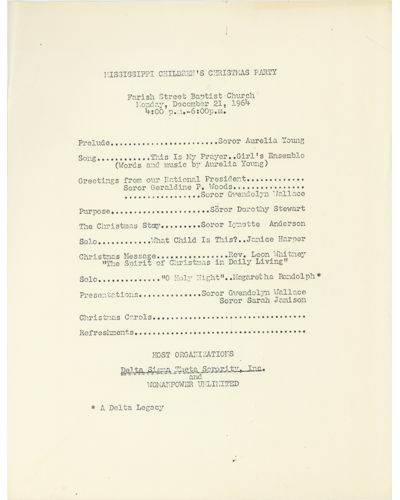 MISSISSIPPI CHILDREN'S CHRISTMAS PARTY
Farish Street Baptist Church
Monday, December 21, 1964
4:00 p.m.-6:00p.m.
Prelude........................Soror Aurelia Young
Song...........This Is My Prayer..Girl's Ensemble
(Words and music by Aurelia Young)
Greetings from our National President............
Soror Geraldine P. Woods...............
................Soror Gwendolyn Wallace
Purpose......................Soror Dorothy Stewart
The Christmas Story........Soror Lynette Anderson
Solo...........What Child Is This?..Janice Harper
Christmas Message...............Rev. Leon Whitney
"The Spirit of Christmas in Daily Living"
Solo............."O Holy Night"..Magaretha Randolph*
Presentations.............Soror Gwendolyn Wallace
Soror Sarah Jamison
Christmas Carols................................
Refreshments...................................
HOST ORGANIZATIONS
Delta Sigma Theta Sorority, Inc.
and
WOMANPOWER UNLIMITED
* A Delta Legacy